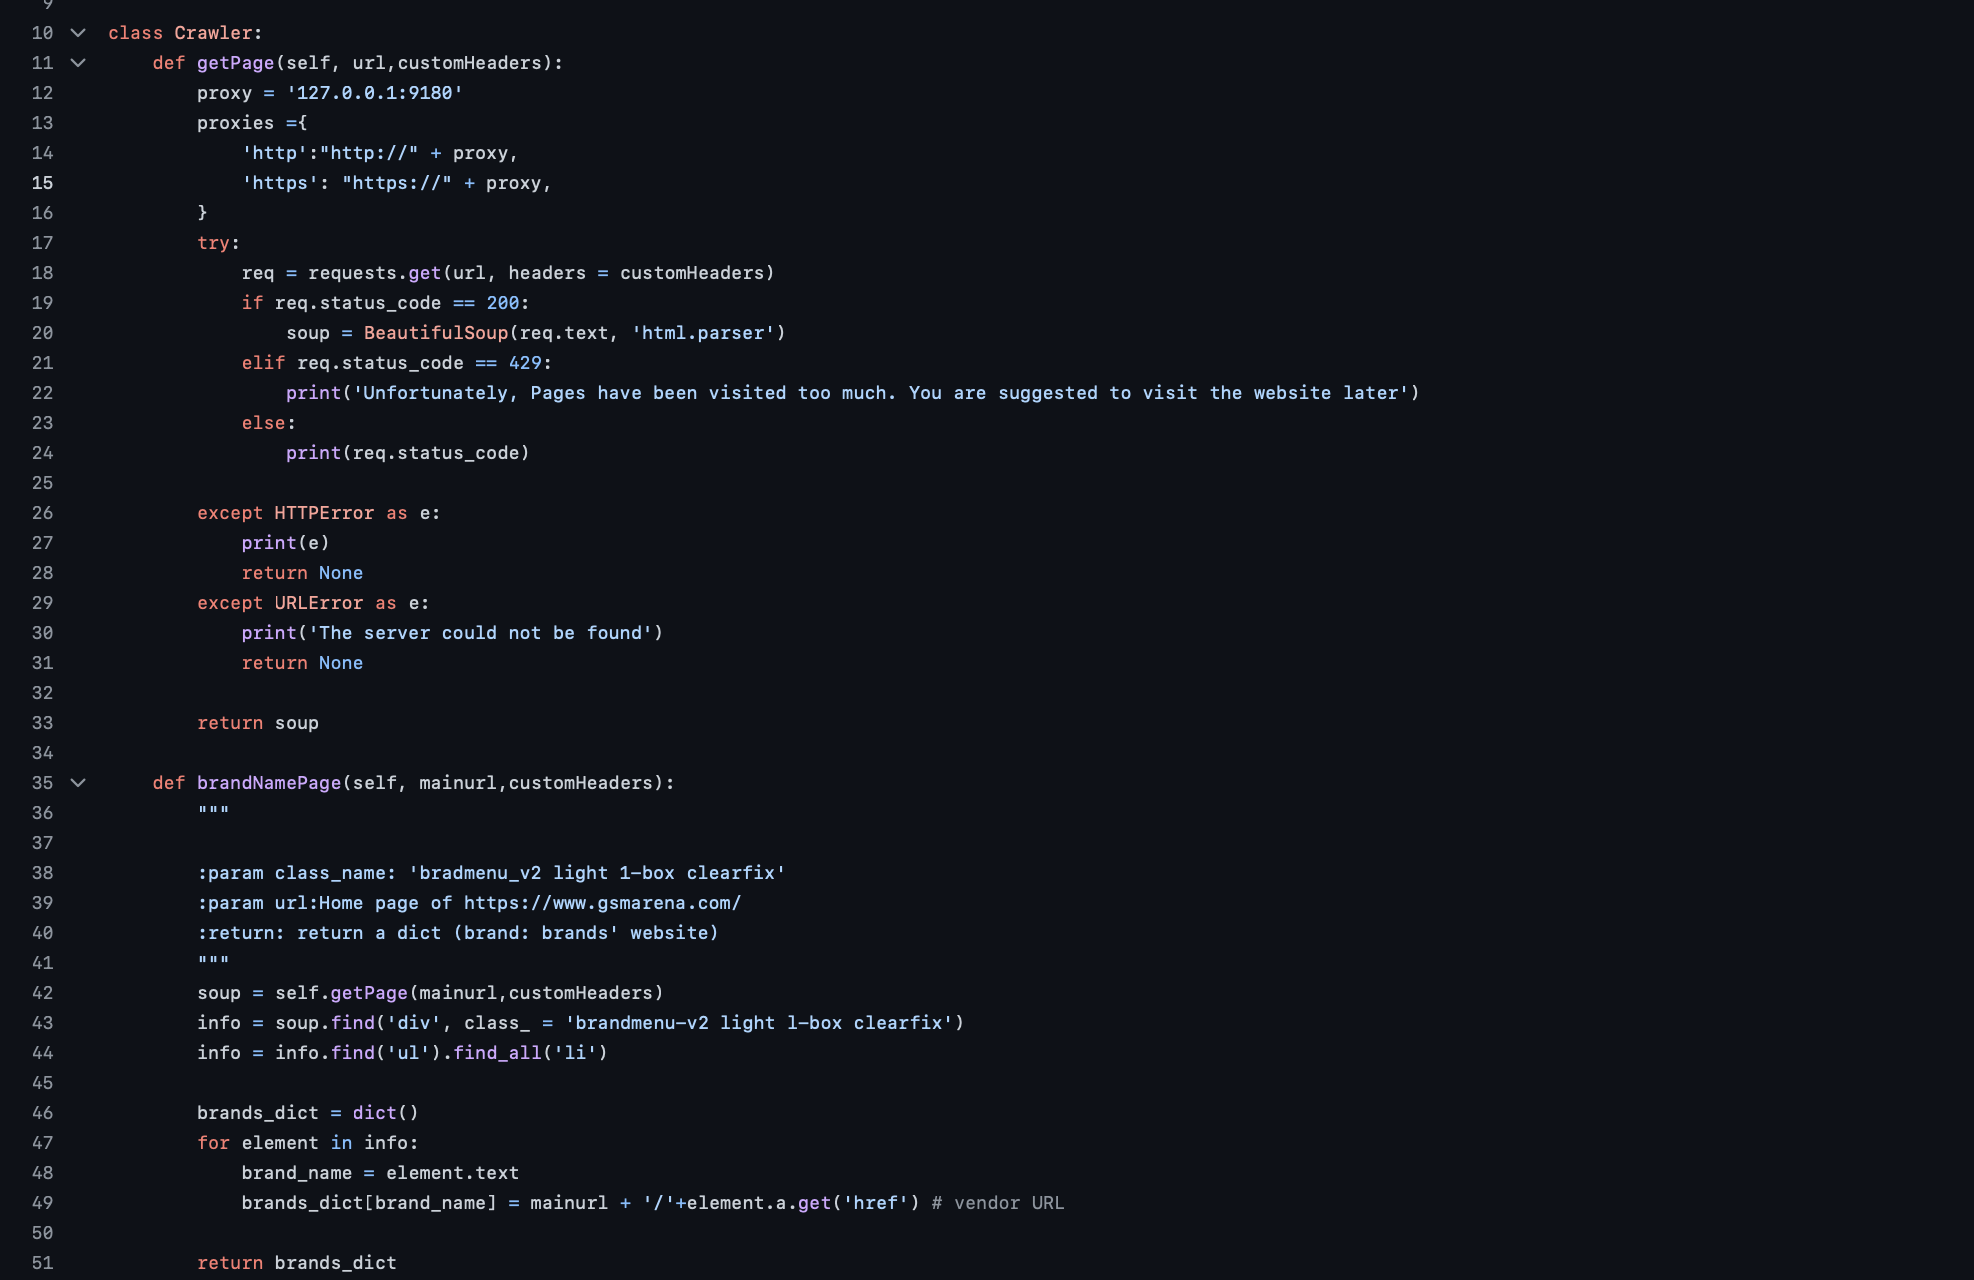 9
10 class Crawler:
11     def getPage(self, url,customHeaders):
12         proxy = '127.0.0.1:9180'
13         proxies ={
14             'http':"http://" + proxy,
15             'https': "https://" + proxy,
16         }
17         try:
18             req = requests.get(url, headers = customHeaders)
19             if req.status_code == 200:
20                 soup = BeautifulSoup(req.text, 'html.parser')
21             elif req.status_code == 429:
22                 print('Unfortunately, Pages have been visited too much. You are suggested to visit the website later')
23             else:
24                 print(req.status_code)
25
26         except HTTPError as e:
27             print(e)
28             return None
29         except URLError as e:
30             print('The server could not be found')
31             return None
32
33         return soup
34
35     def brandNamePage(self, mainurl,customHeaders):
36         """
37
38         :param class_name: 'bradmenu_v2 light 1-box clearfix'
39         :param url:Home page of https://www.gsmarena.com/
40         :return: return a dict (brand: brands' website)
41         """
42         soup = self.getPage(mainurl,customHeaders)
43         info = soup.find('div', class_ = 'brandmenu-v2 light l-box clearfix')
44         info = info.find('ul').find_all('li')
45
46         brands_dict = dict()
47         for element in info:
48             brand_name = element.text
49             brands_dict[brand_name] = mainurl + '/'+element.a.get('href') # vendor URL
50
51         return brands_dict